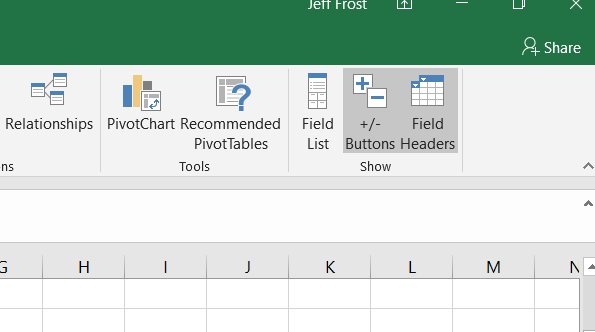 Jeff Frost
Share
Relationships
PivotChart
Recommended
PivotTables
Field
List
+/-
Buttons
Field
Headers
ns
Tools
Show
G H I J K L M N